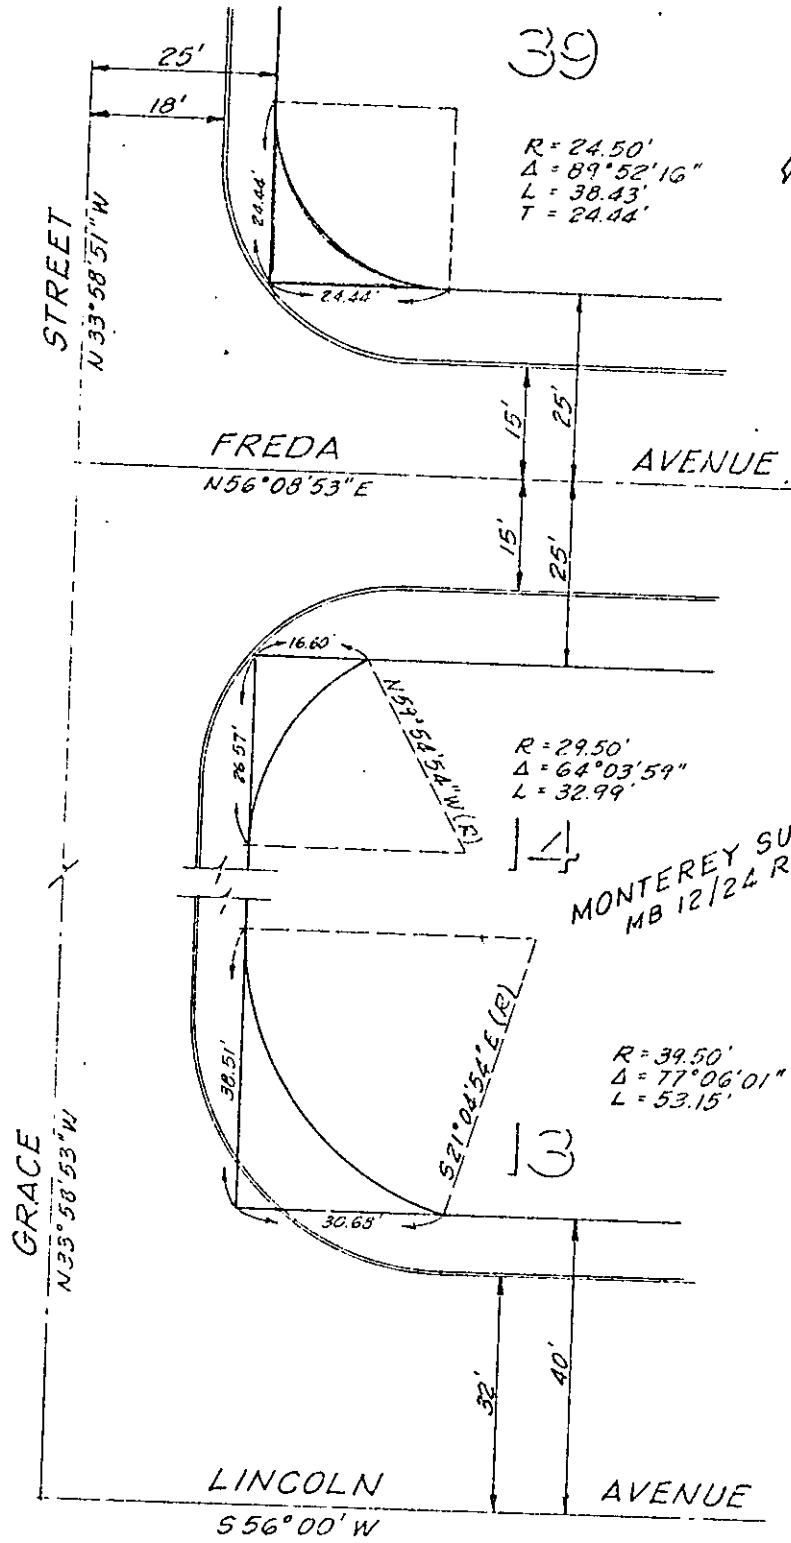 39
25'
18'
R = 24.50'
Δ = 89°52'16"
L = 38.43'
T = 24.44'
24.44'
24.44'
STREET
N 33°58'51" W
15'
25'
FREDA AVENUE
N56°08'53"E
15'
25'
16.60'
26.57'
N59°54'54"W(R)
R = 29.50'
Δ = 64°03'59"
L = 32.99'
14
MONTEREY SU
MB 12/24 R
38.51'
S21°04'54"E(R)
R = 39.50'
Δ = 77°06'01"
L = 53.15'
13
30.65'
GRACE
N33°58'53"W
32'
40'
LINCOLN AVENUE
S56°00'W